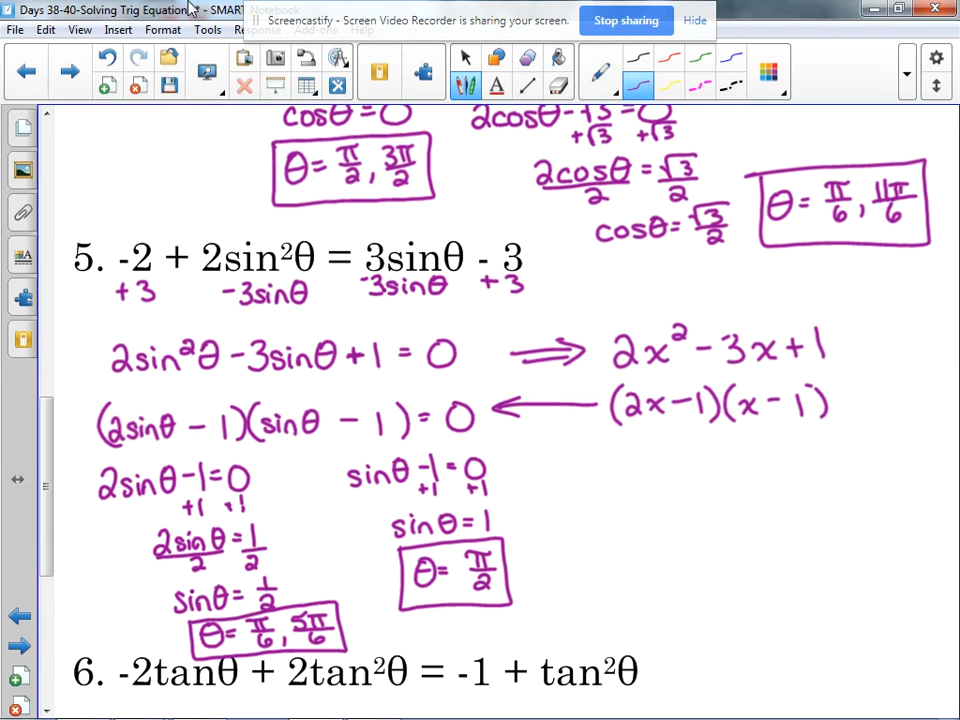 Days 38-40-Solving Trig Equation - SMART Notebook
Screencastify - Screen Video Recorder is sharing your screen.
Stop sharing
Hide
File Edit View Insert Format Tools Help
cosθ = 0
2cosθ - √3 = 0
+√3 +√3
θ = π/2, 3π/2
2cosθ/2 = √3/2
cosθ = √3/2
θ = π/6, 11π/6
5. -2 + 2sin²θ = 3sinθ - 3
+3 -3sinθ -3sinθ +3
2sin²θ - 3sinθ + 1 = 0 ⟹ 2x² - 3x + 1
(2sinθ - 1)(sinθ - 1) = 0 ← (2x - 1)(x - 1)
2sinθ - 1 = 0
+1 +1
2sinθ/2 = 1/2
sinθ = 1/2
θ = π/6, 5π/6
sinθ - 1 = 0
+1 +1
sinθ = 1
θ = π/2
6. -2tanθ + 2tan²θ = -1 + tan²θ